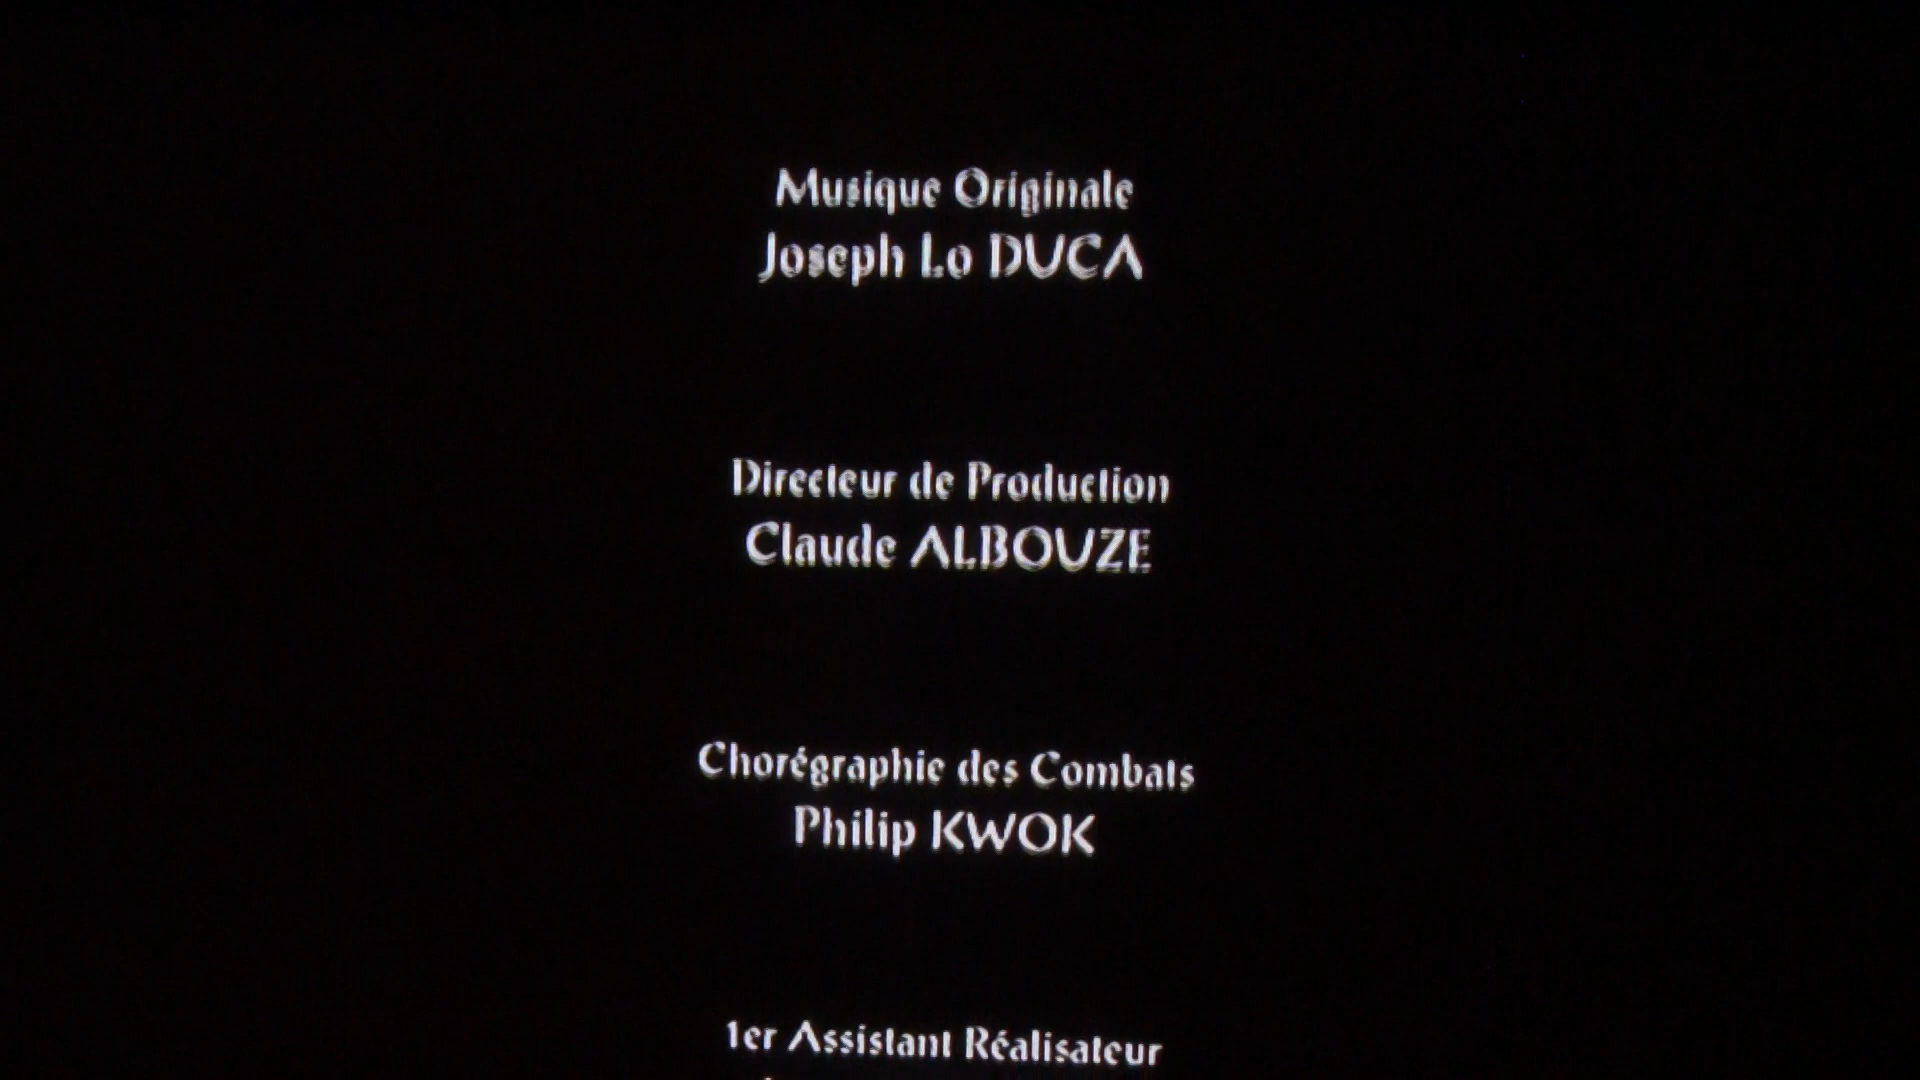 Musique Originale
Joseph Lo DUCA
Directeur de Production
Claude ALBOUZE
Chorégraphie des Combats
Philip KWOK
1er Assistant Réalisateur